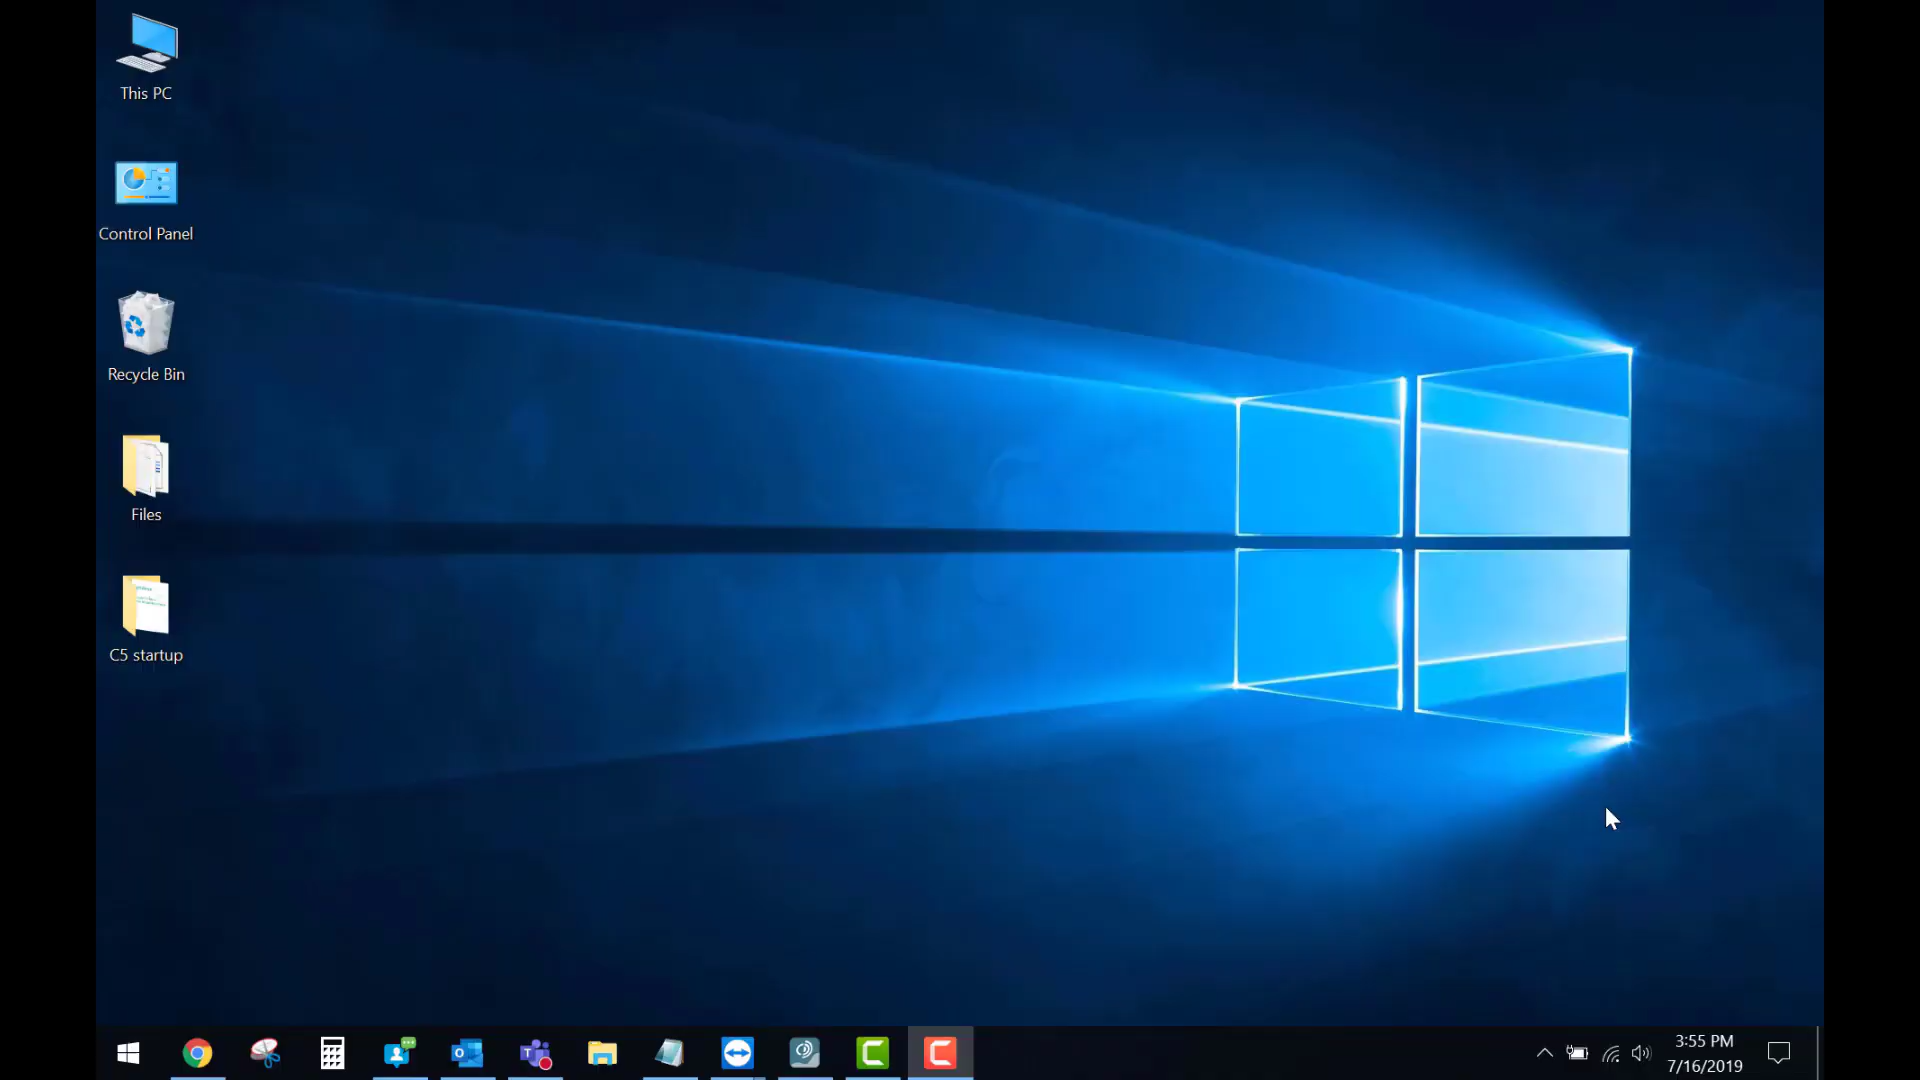 This PC
Control Panel
Recycle Bin
Files
C5 startup
3:55 PM
7/16/2019